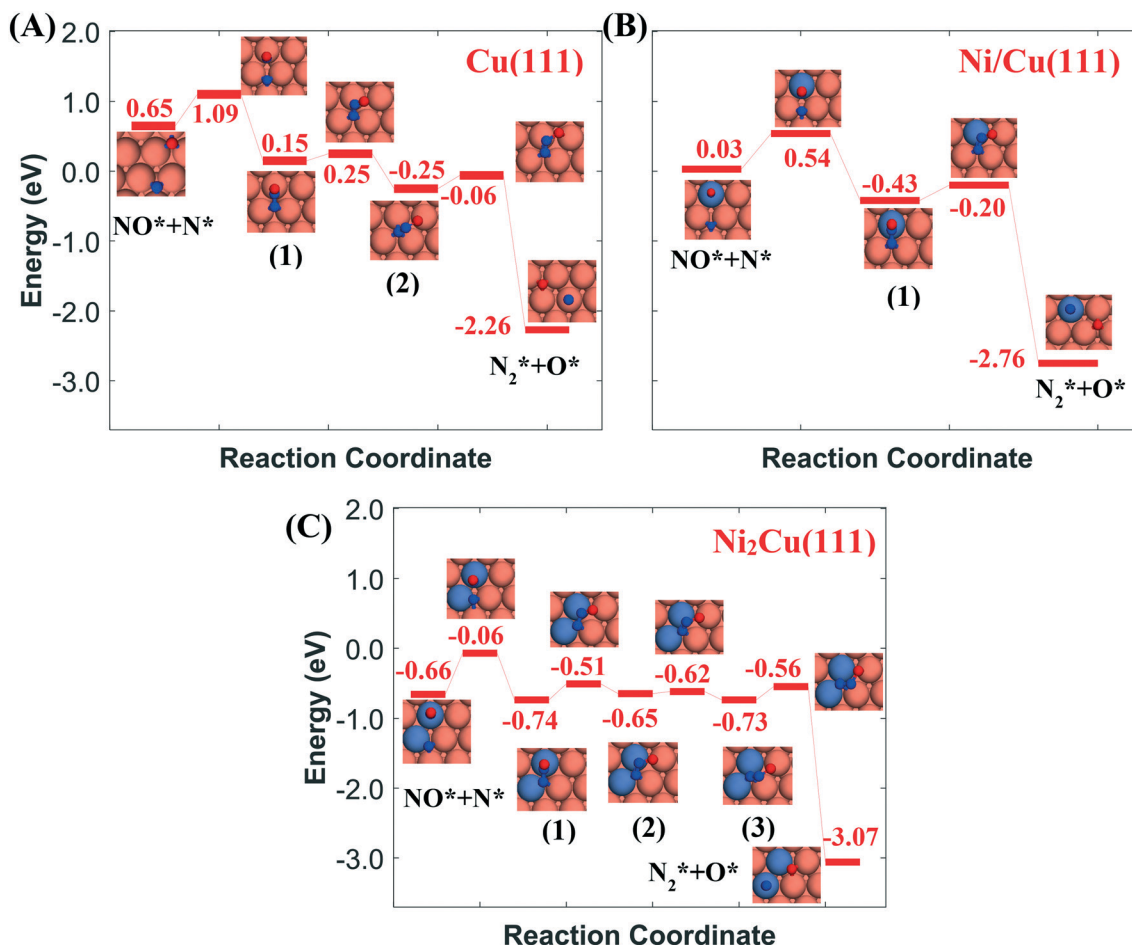 (A)
Cu(111)
2.0
1.0
0.0
-1.0
-2.0
-3.0
Energy (eV)
0.65
1.09
0.15
0.25
-0.25
-0.06
-2.26
NO*+N*
(1)
(2)
N2*+O*
Reaction Coordinate
(B)
Ni/Cu(111)
0.03
0.54
-0.43
-0.20
-2.76
NO*+N*
(1)
N2*+O*
Reaction Coordinate
(C)
Ni2Cu(111)
2.0
1.0
0.0
-1.0
-2.0
-3.0
Energy (eV)
-0.66
-0.06
-0.74
-0.51
-0.65
-0.62
-0.73
-0.56
-3.07
NO*+N*
(1)
(2)
(3)
N2*+O*
Reaction Coordinate